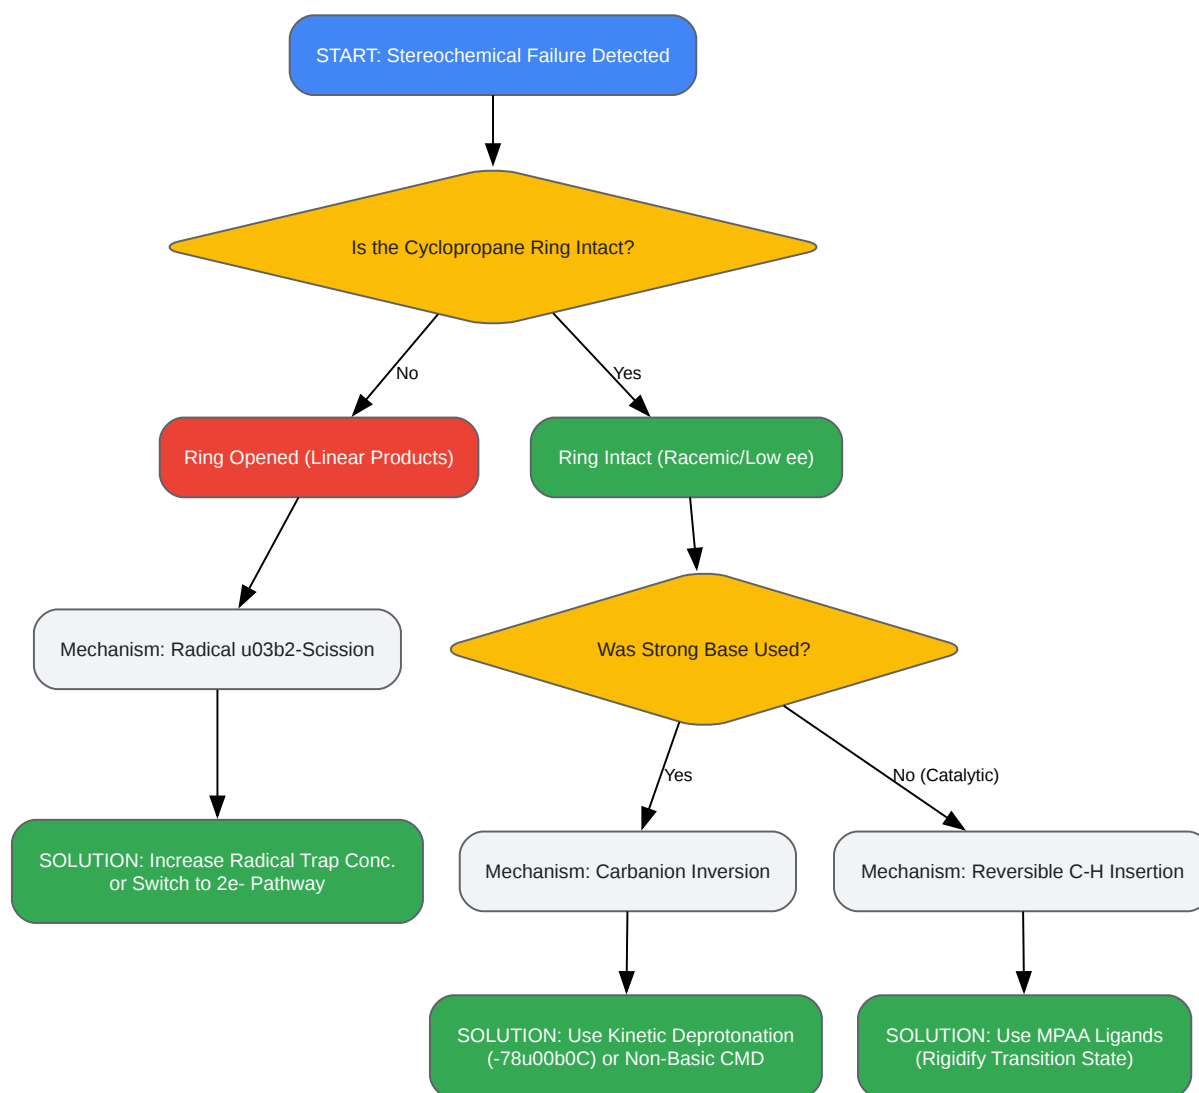 START: Stereochemical Failure Detected
Is the Cyclopropane Ring Intact?
No
Yes
Ring Opened (Linear Products)
Ring Intact (Racemic/Low ee)
Mechanism: Radical u03b2-Scission
Was Strong Base Used?
Yes
No (Catalytic)
SOLUTION: Increase Radical Trap Conc.
or Switch to 2e- Pathway
Mechanism: Carbanion Inversion
Mechanism: Reversible C-H Insertion
SOLUTION: Use Kinetic Deprotonation
(-78u00b0C) or Non-Basic CMD
SOLUTION: Use MPAA Ligands
(Rigidify Transition State)